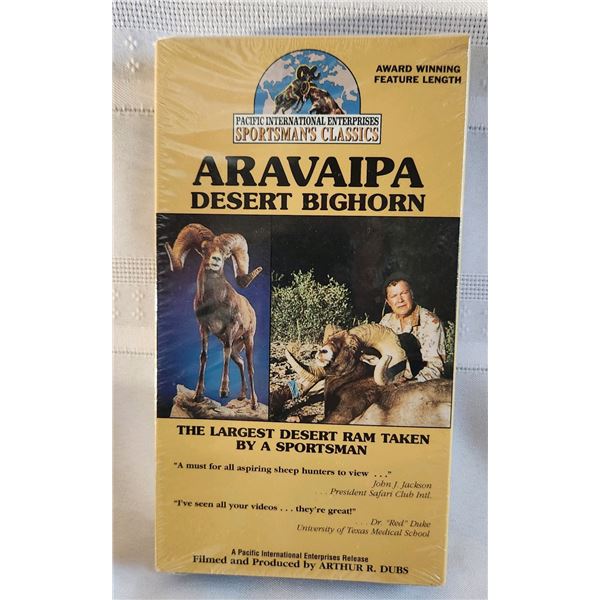 PACIFIC INTERNATIONAL ENTERPRISES
SPORTSMAN'S CLASSICS
AWARD WINNING
FEATURE LENGTH
ARAVAIPA
DESERT BIGHORN
THE LARGEST DESERT RAM TAKEN
BY A SPORTSMAN
"A must for all aspiring sheep hunters to view . . ."
John J. Jackson
. . . President Safari Club Intl.
"I've seen all your videos . . . they're great!"
. . . Dr. "Red" Duke
University of Texas Medical School
A Pacific International Enterprises Release
Filmed and Produced by ARTHUR R. DUBS